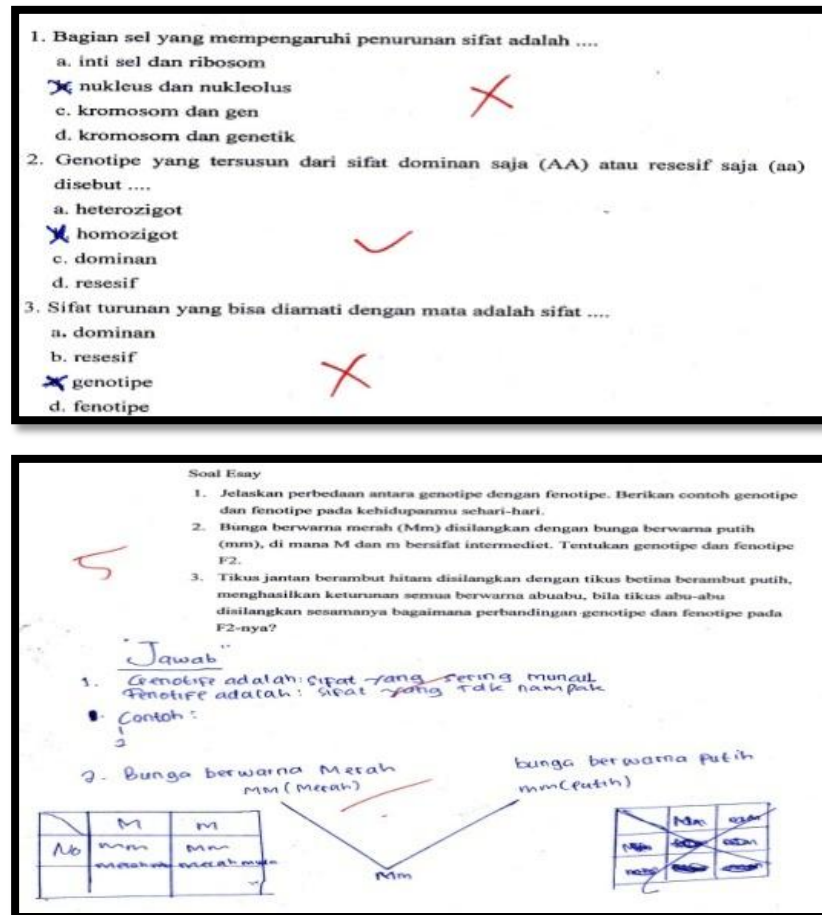 1. Bagian sel yang mempengaruhi penurunan sifat adalah ....
a. inti sel dan ribosom
nukleus dan nukleolus
c. kromosom dan gen
d. kromosom dan genetik
2. Genotipe yang tersusun dari sifat dominan saja (AA) atau resesif saja (aa)
disebut ....
a. heterozigot
homozigot
c. dominan
d. resesif
3. Sifat turunan yang bisa diamati dengan mata adalah sifat ....
a. dominan
b. resesif
genotipe
d. fenotipe
Soal Esay
1. Jelaskan perbedaan antara genotipe dengan fenotipe. Berikan contoh genotipe
dan fenotipe pada kehidupanmu sehari-hari.
2. Bunga berwarna merah (Mm) disilangkan dengan bunga berwarna putih
(mm), di mana M dan m bersifat intermediet. Tentukan genotipe dan fenotipe
F2.
3. Tikus jantan berambut hitam disilangkan dengan tikus betina berambut putih,
menghasilkan keturunan semua berwarna abuabu, bila tikus abu-abu
disilangkan sesamanya bagaimana perbandingan genotipe dan fenotipe pada
F2-nya?
5
"Jawab"
1. Genotife adalah: sifat yang sering muncul
Fenotife adalah: sifat yang tdk nampak
Contoh :
1
2
2. Bunga berwarna Merah
MM (Merah)
bunga berwarna putih
mm (putih)
M M
Mm Mm
merah muda
Mm